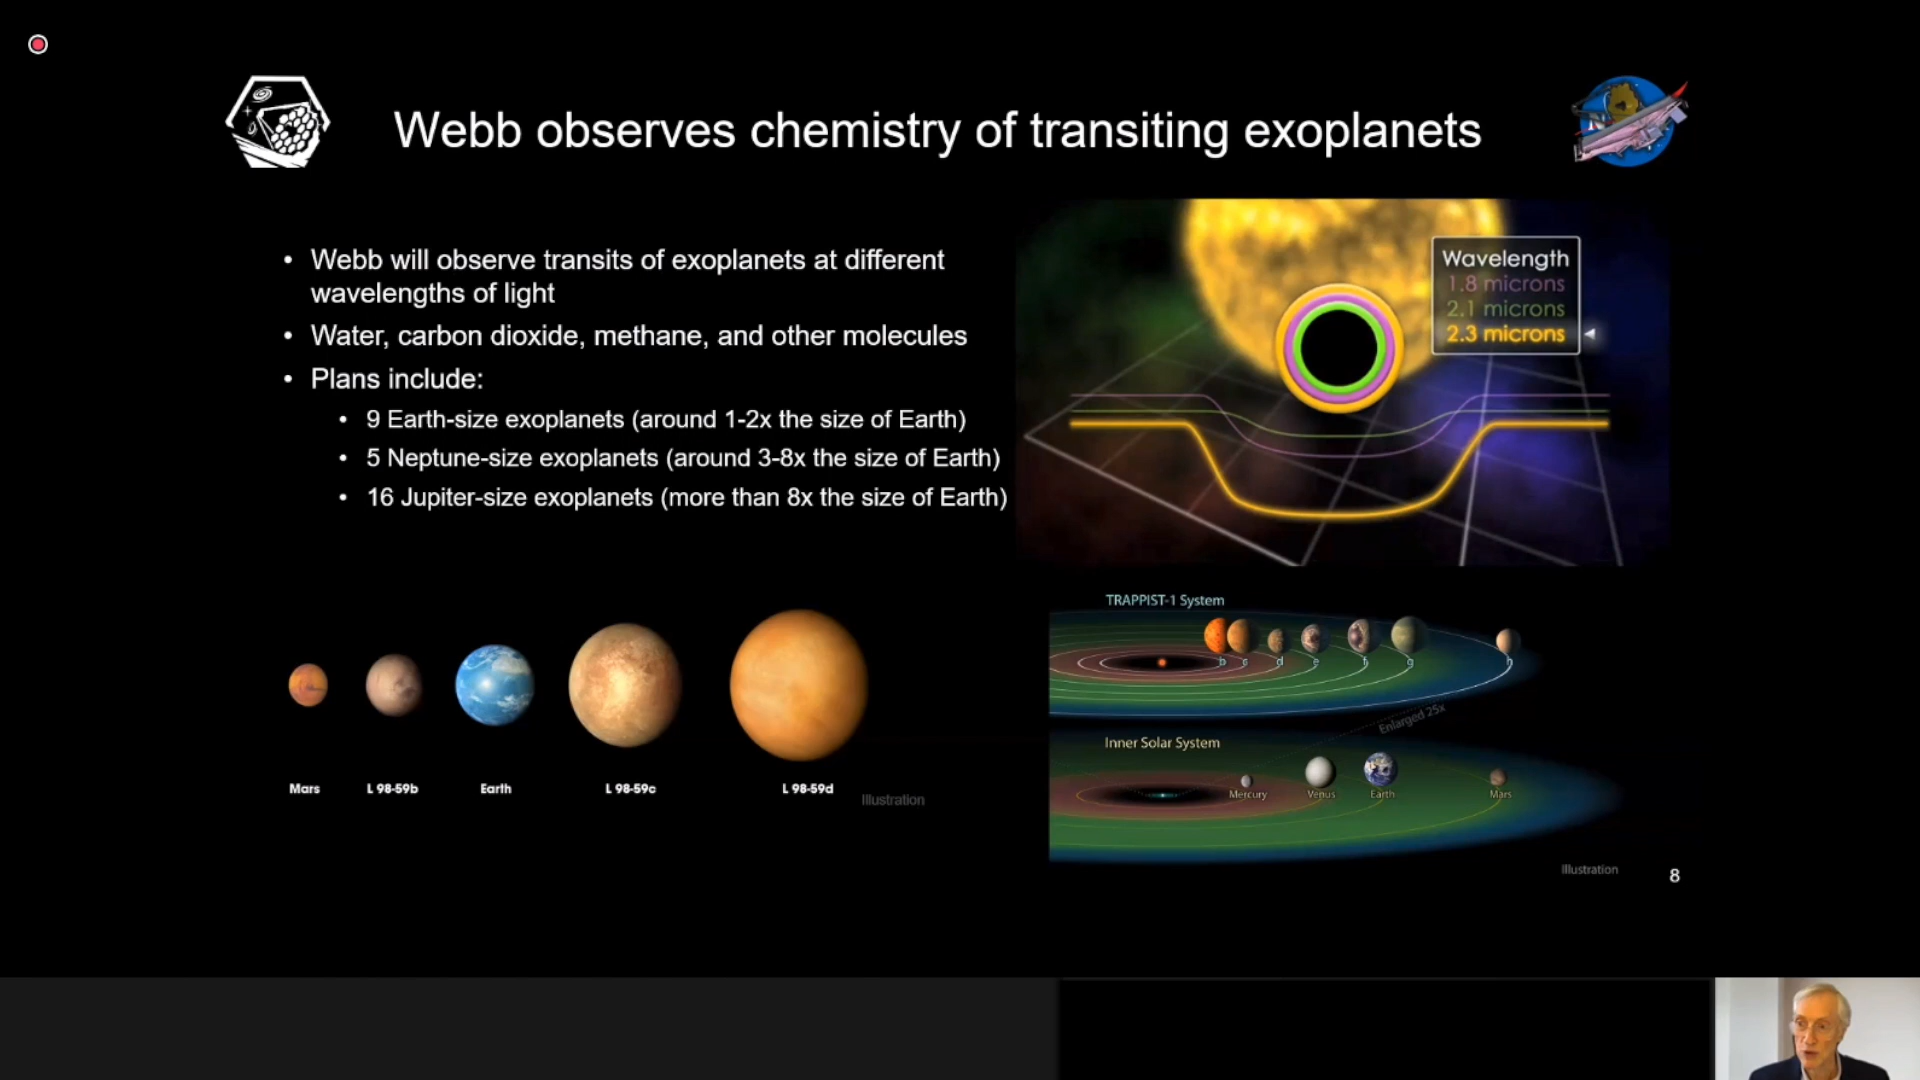 Webb observes chemistry of transiting exoplanets
• Webb will observe transits of exoplanets at different
wavelengths of light
• Water, carbon dioxide, methane, and other molecules
• Plans include:
• 9 Earth-size exoplanets (around 1-2x the size of Earth)
• 5 Neptune-size exoplanets (around 3-8x the size of Earth)
• 16 Jupiter-size exoplanets (more than 8x the size of Earth)
Wavelength
1.8 microns
2.1 microns
2.3 microns
Mars
L 98-59b
Earth
L 98-59c
L 98-59d
Illustration
TRAPPIST-1 System
b
c
d
e
f
g
h
Enlarged 25x
Inner Solar System
Mercury
Venus
Earth
Mars
Illustration
8